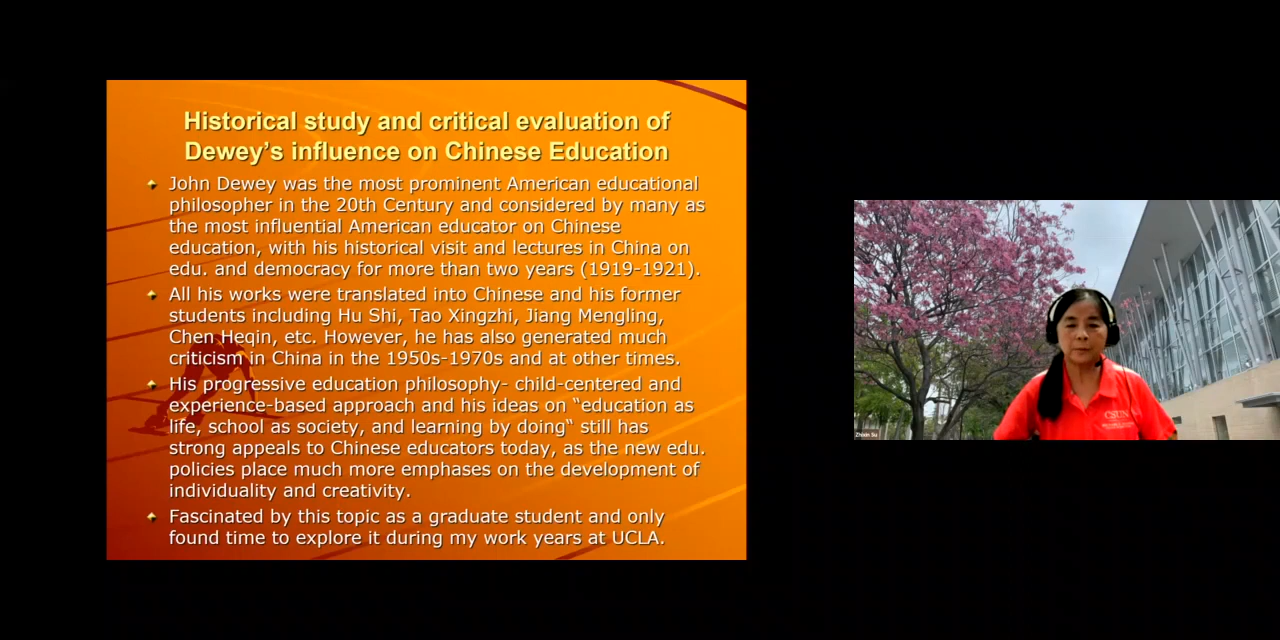 Historical study and critical evaluation of
Dewey's influence on Chinese Education
John Dewey was the most prominent American educational
philosopher in the 20th Century and considered by many as
the most influential American educator on Chinese
education, with his historical visit and lectures in China on
edu. and democracy for more than two years (1919-1921).
All his works were translated into Chinese and his former
students including Hu Shi, Tao Xingzhi, Jiang Mengling,
Chen Heqin, etc. However, he has also generated much
criticism in China in the 1950s-1970s and at other times.
His progressive education philosophy- child-centered and
experience-based approach and his ideas on “education as
life, school as society, and learning by doing“ still has
strong appeals to Chinese educators today, as the new edu.
policies place much more emphases on the development of
individuality and creativity.
Fascinated by this topic as a graduate student and only
found time to explore it during my work years at UCLA.
CSUN
Zhixin Su